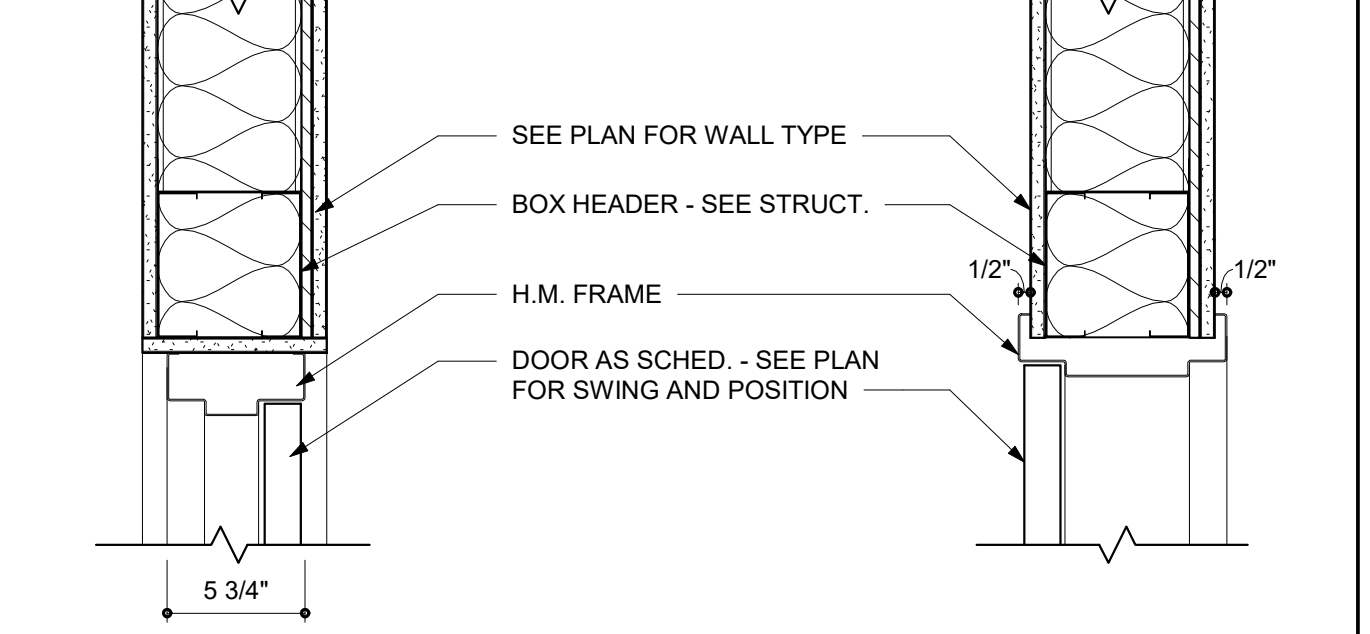 SEE PLAN FOR WALL TYPE
BOX HEADER - SEE STRUCT.
1/2"
1/2"
H.M. FRAME
DOOR AS SCHED. - SEE PLAN
FOR SWING AND POSITION
5 3/4"